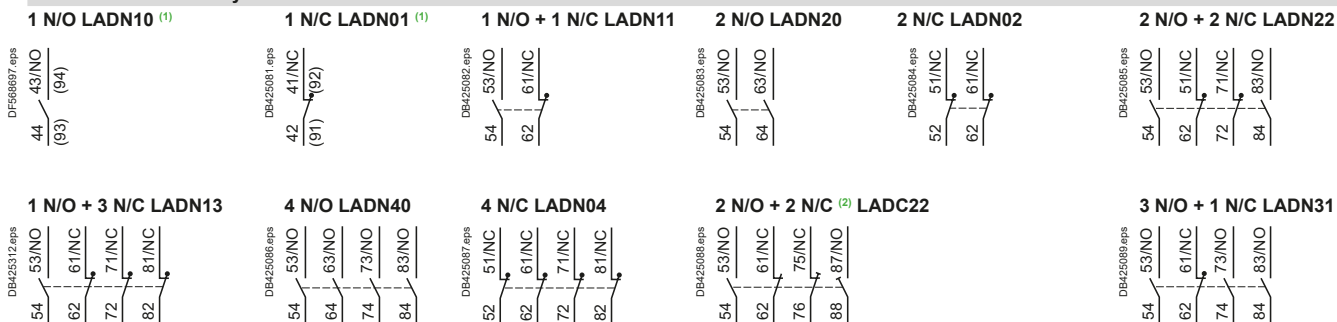 1 N/O LADN10 (1)
1 N/C LADN01 (1)
1 N/O + 1 N/C LADN11
2 N/O LADN20
2 N/C LADN02
2 N/O + 2 N/C LADN22
DF568697.eps
43/NO
(94)
44
(93)
DB425081.eps
41/NC
(92)
42
(91)
DB425082.eps
53/NO
61/NC
54
62
DB425083.eps
53/NO
63/NO
54
64
DB425084.eps
51/NC
61/NC
52
62
DB425085.eps
53/NO
51/NC
71/NC
83/NO
54
62
72
84
1 N/O + 3 N/C LADN13
4 N/O LADN40
4 N/C LADN04
2 N/O + 2 N/C (2) LADC22
3 N/O + 1 N/C LADN31
DB425312.eps
53/NO
61/NC
71/NC
81/NC
54
62
72
82
DB425086.eps
53/NO
63/NO
73/NO
83/NO
54
64
74
84
DB425087.eps
51/NC
61/NC
71/NC
81/NC
52
62
72
82
DB425088.eps
53/NO
61/NC
75/NC
87/NO
54
62
76
88
DB425089.eps
53/NO
61/NC
73/NO
83/NO
54
62
74
84